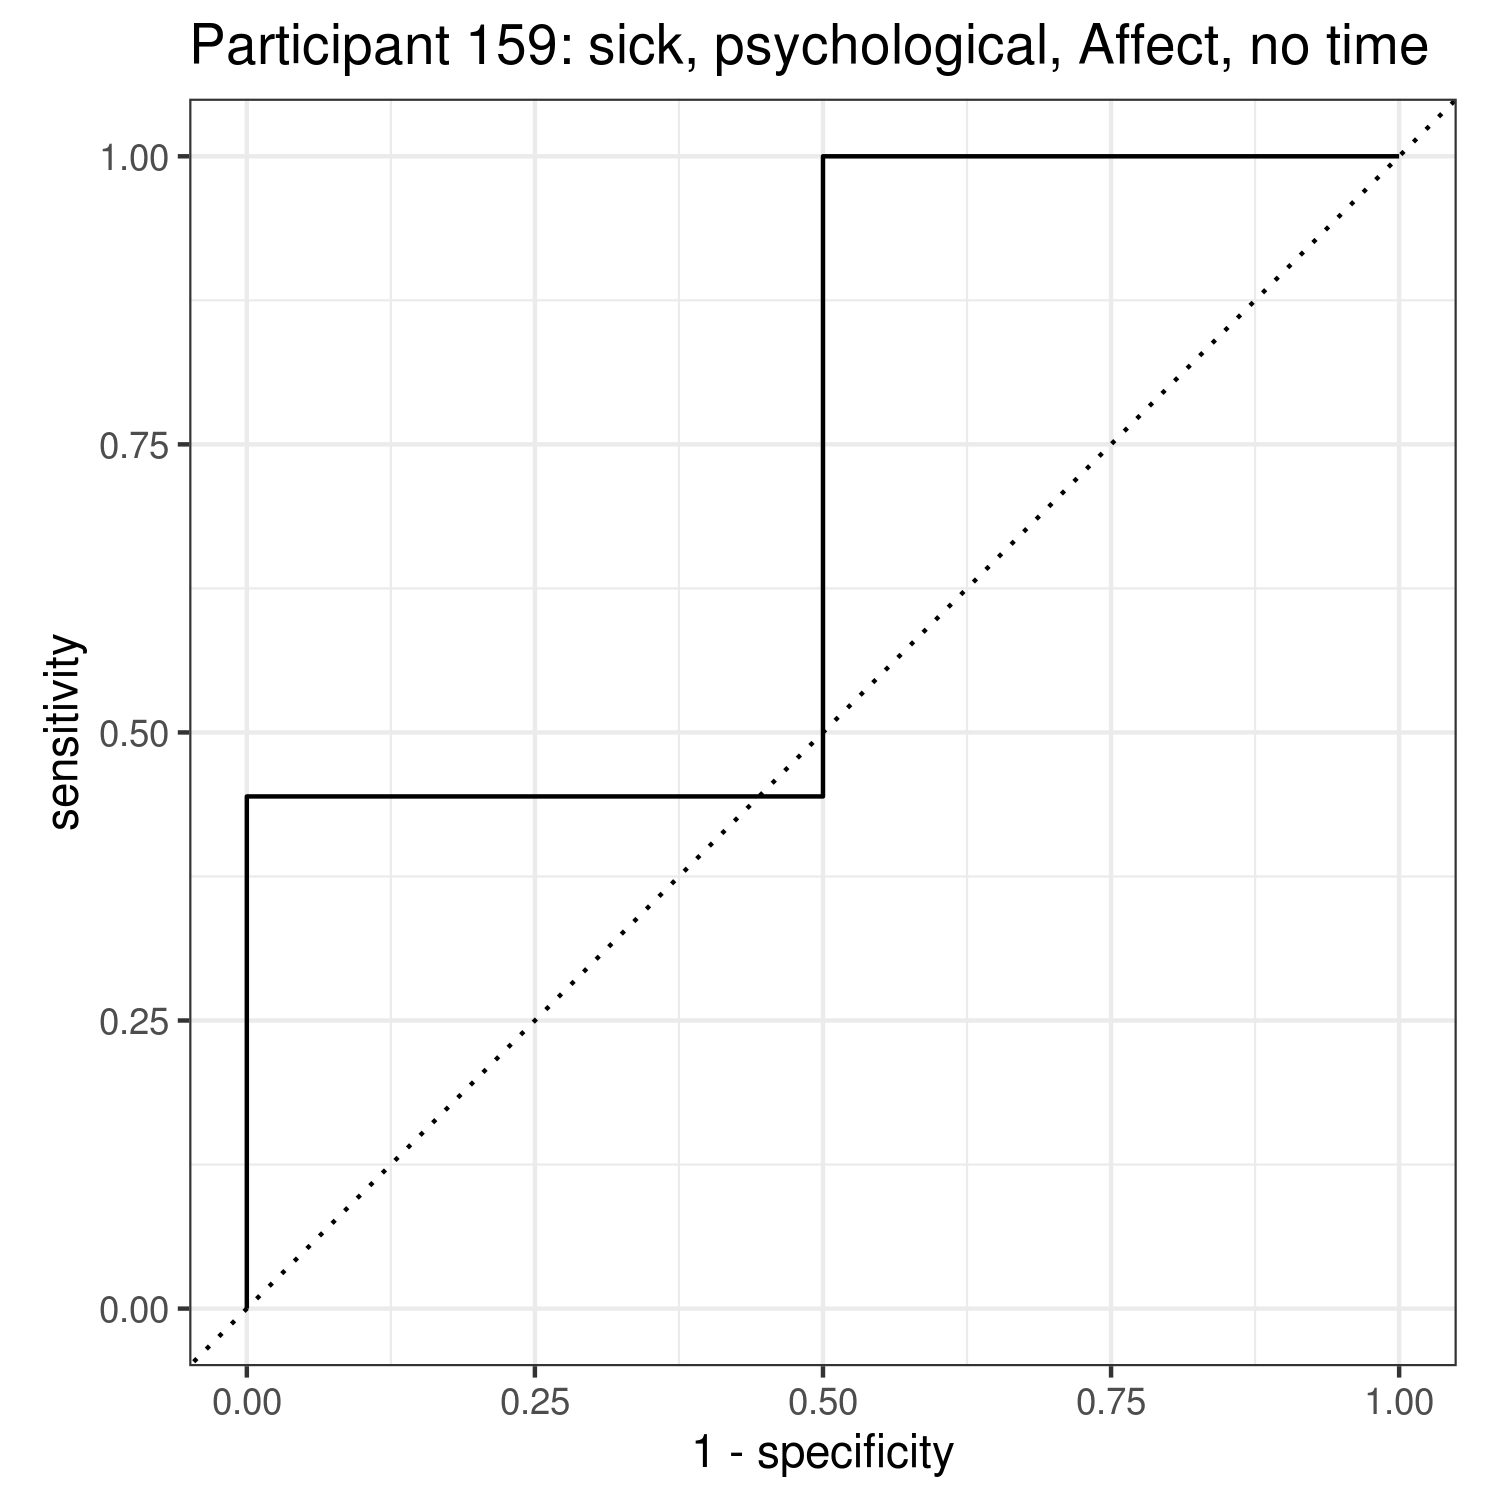 Participant 159: sick, psychological, Affect, no time
1.00
0.75
0.50
0.25
0.00
sensitivity
0.00 0.25 0.50 0.75 1.00
1 - specificity